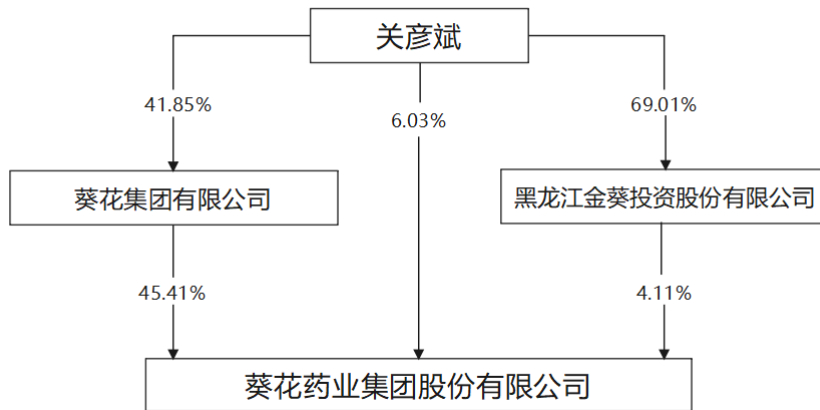 关彦斌
41.85%
6.03%
69.01%
葵花集团有限公司
黑龙江金葵投资股份有限公司
45.41%
4.11%
葵花药业集团股份有限公司